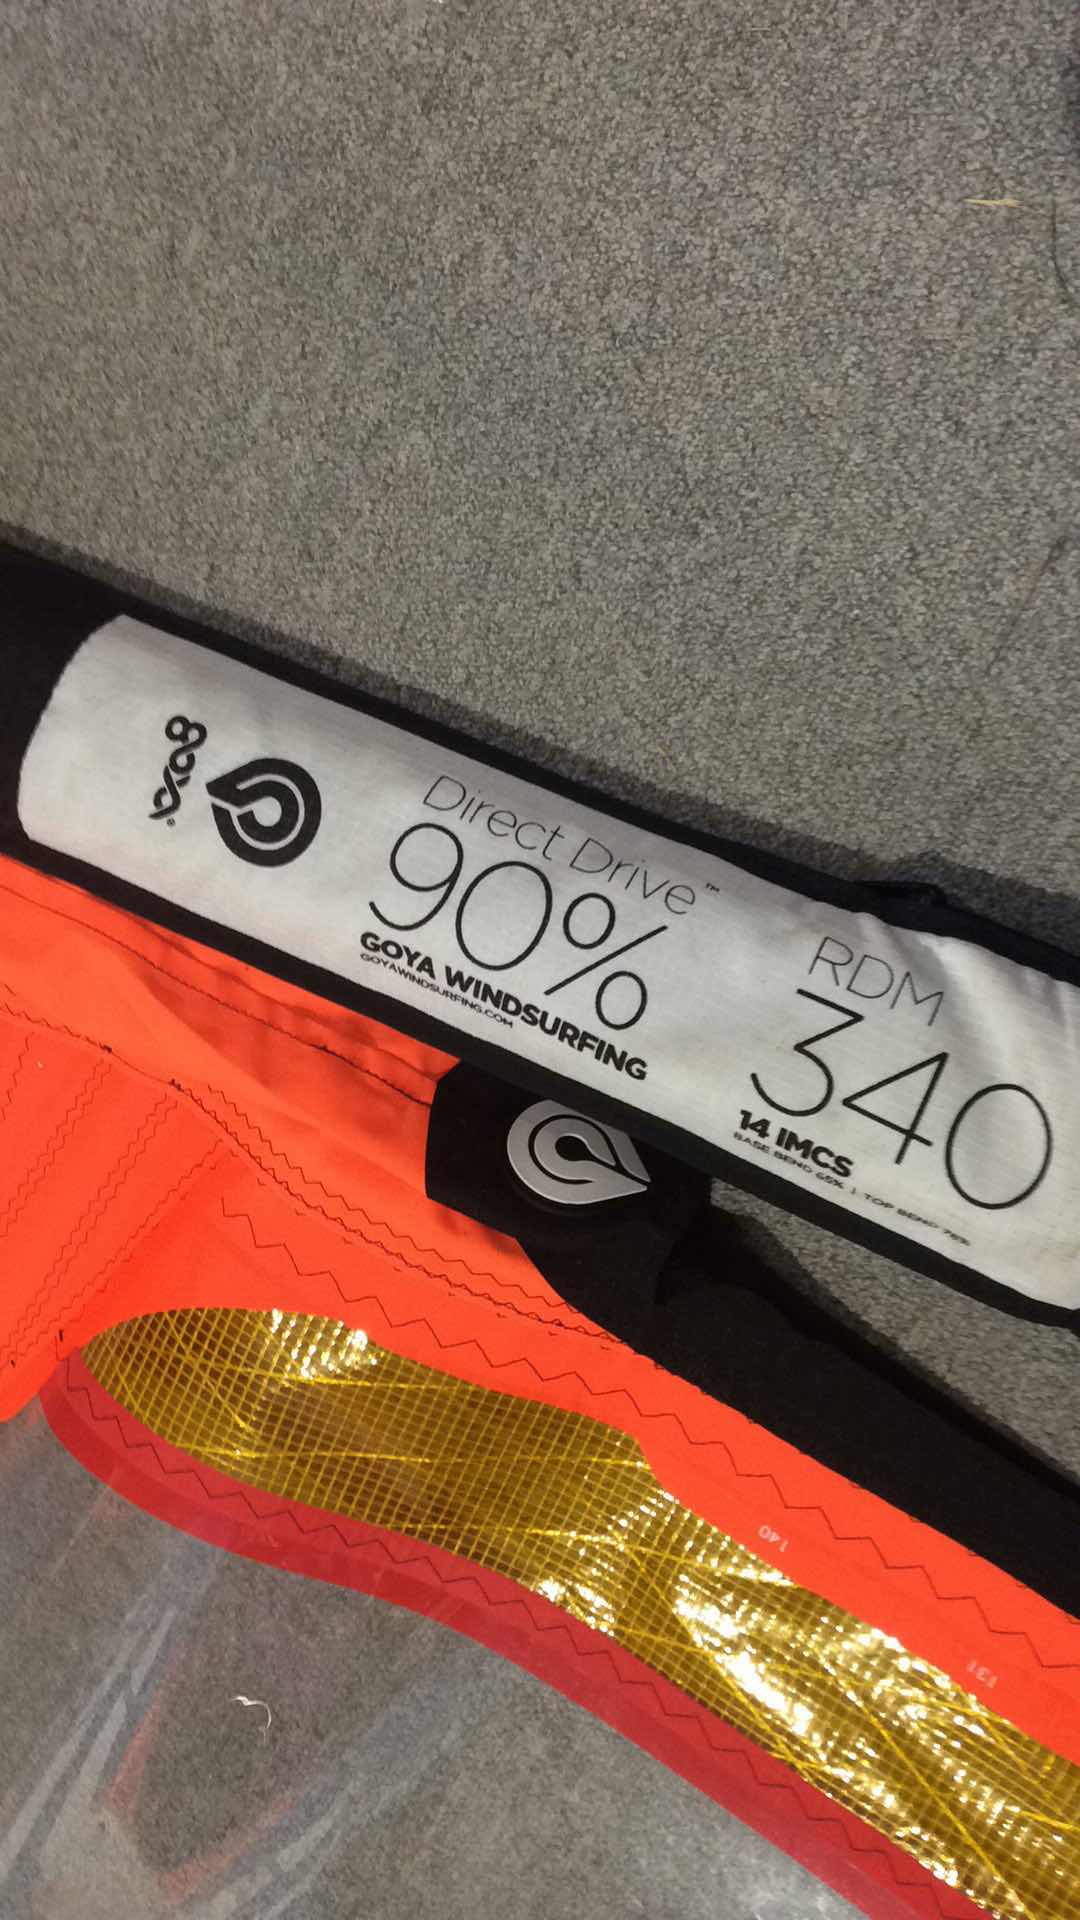 Direct Drive™
90%
GOYA WINDSURFING
GOYAWINDSURFING.COM
RDM
340
14 IMCS
BASE BEND 65% | TOP BEND 76%
140
131